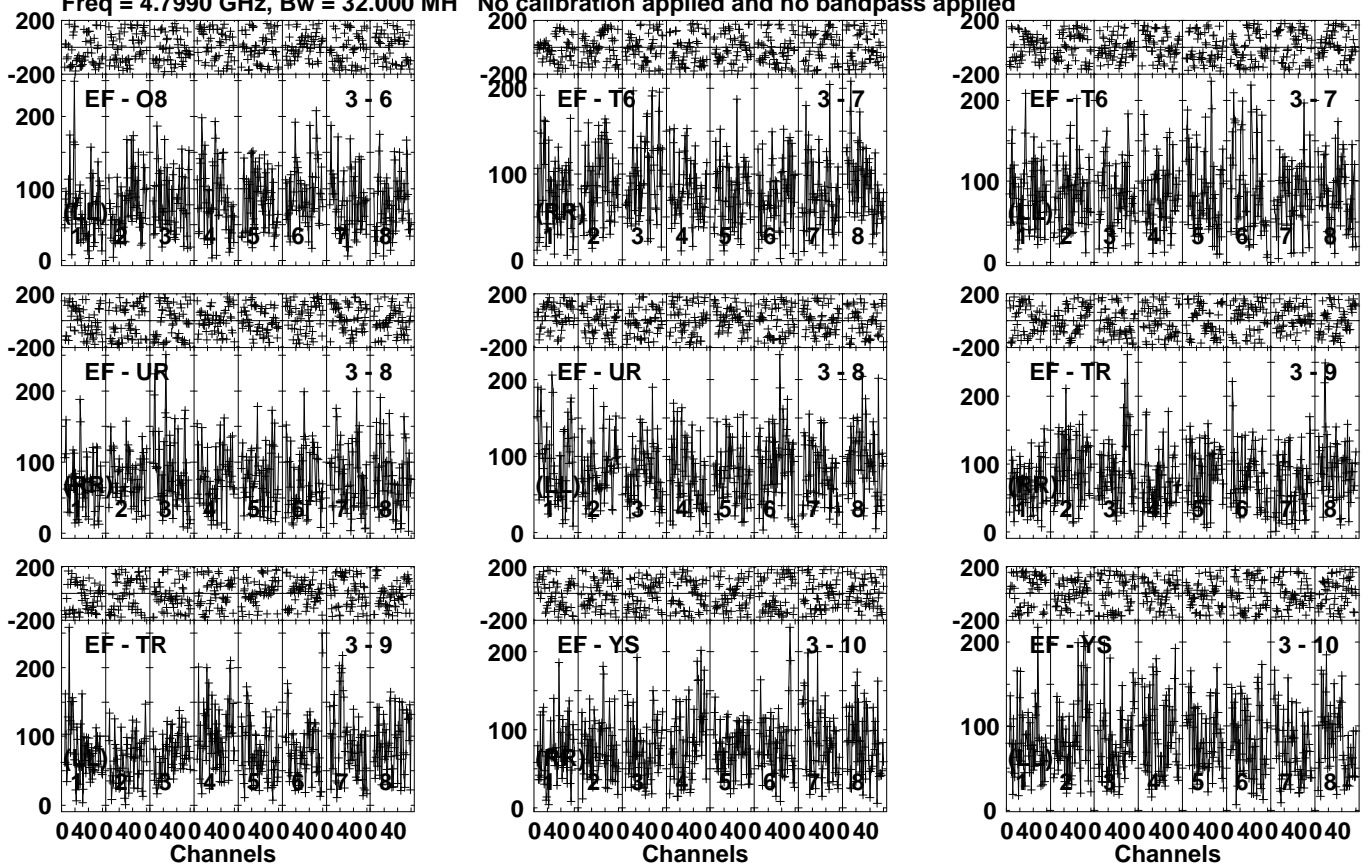 Freq = 4.7990 GHz, Bw = 32.000 MH No calibration applied and no bandpass applied
200 200 200
-200 -200 -200
EF - O8 3 - 6 EF - T6 3 - 7 EF - T6 3 - 7
200 200 200
100 100 100
(LL) (RR) (LL)
1 2 3 4 5 6 7 8 1 2 3 4 5 6 7 8 1 2 3 4 5 6 7 8
0 0 0
200 200 200
-200 -200 -200
EF - UR 3 - 8 EF - UR 3 - 8 EF - TR 3 - 9
200 200 200
100 100 100
(RR) (LL) (RR)
1 2 3 4 5 6 7 8 1 2 3 4 5 6 7 8 1 2 3 4 5 6 7 8
0 0 0
200 200 200
-200 -200 -200
EF - TR 3 - 9 EF - YS 3 - 10 EF - YS 3 - 10
200 200 200
100 100 100
(LL) (RR) (LL)
1 2 3 4 5 6 7 8 1 2 3 4 5 6 7 8 1 2 3 4 5 6 7 8
0 0 0
0 40 0 40 0 40 0 40 0 40 0 40 0 40 0 40 0 40 0 40 0 40 0 40 0 40 0 40 0 40 0 40 0 40 0 40 0 40 0 40 0 40 0 40 0 40 0 40
Channels Channels Channels